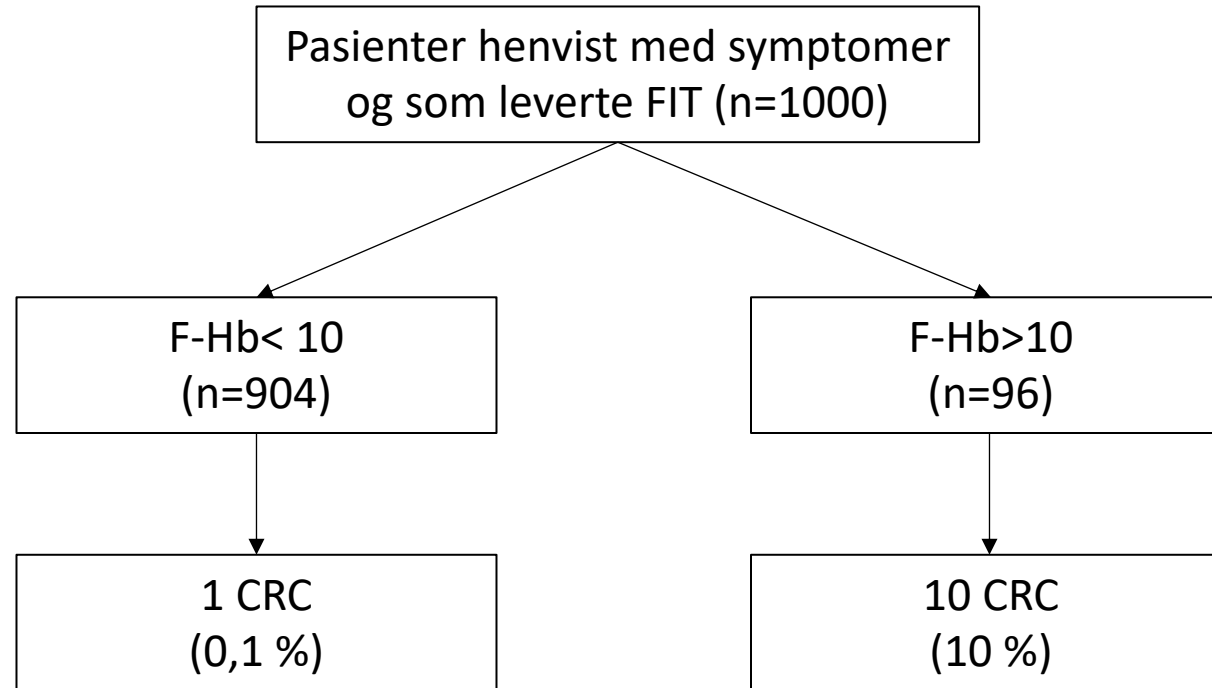 Pasienter henvist med symptomer
og som leverte FIT (n=1000)
F-Hb< 10
(n=904)
F-Hb>10
(n=96)
1 CRC
(0,1 %)
10 CRC
(10 %)